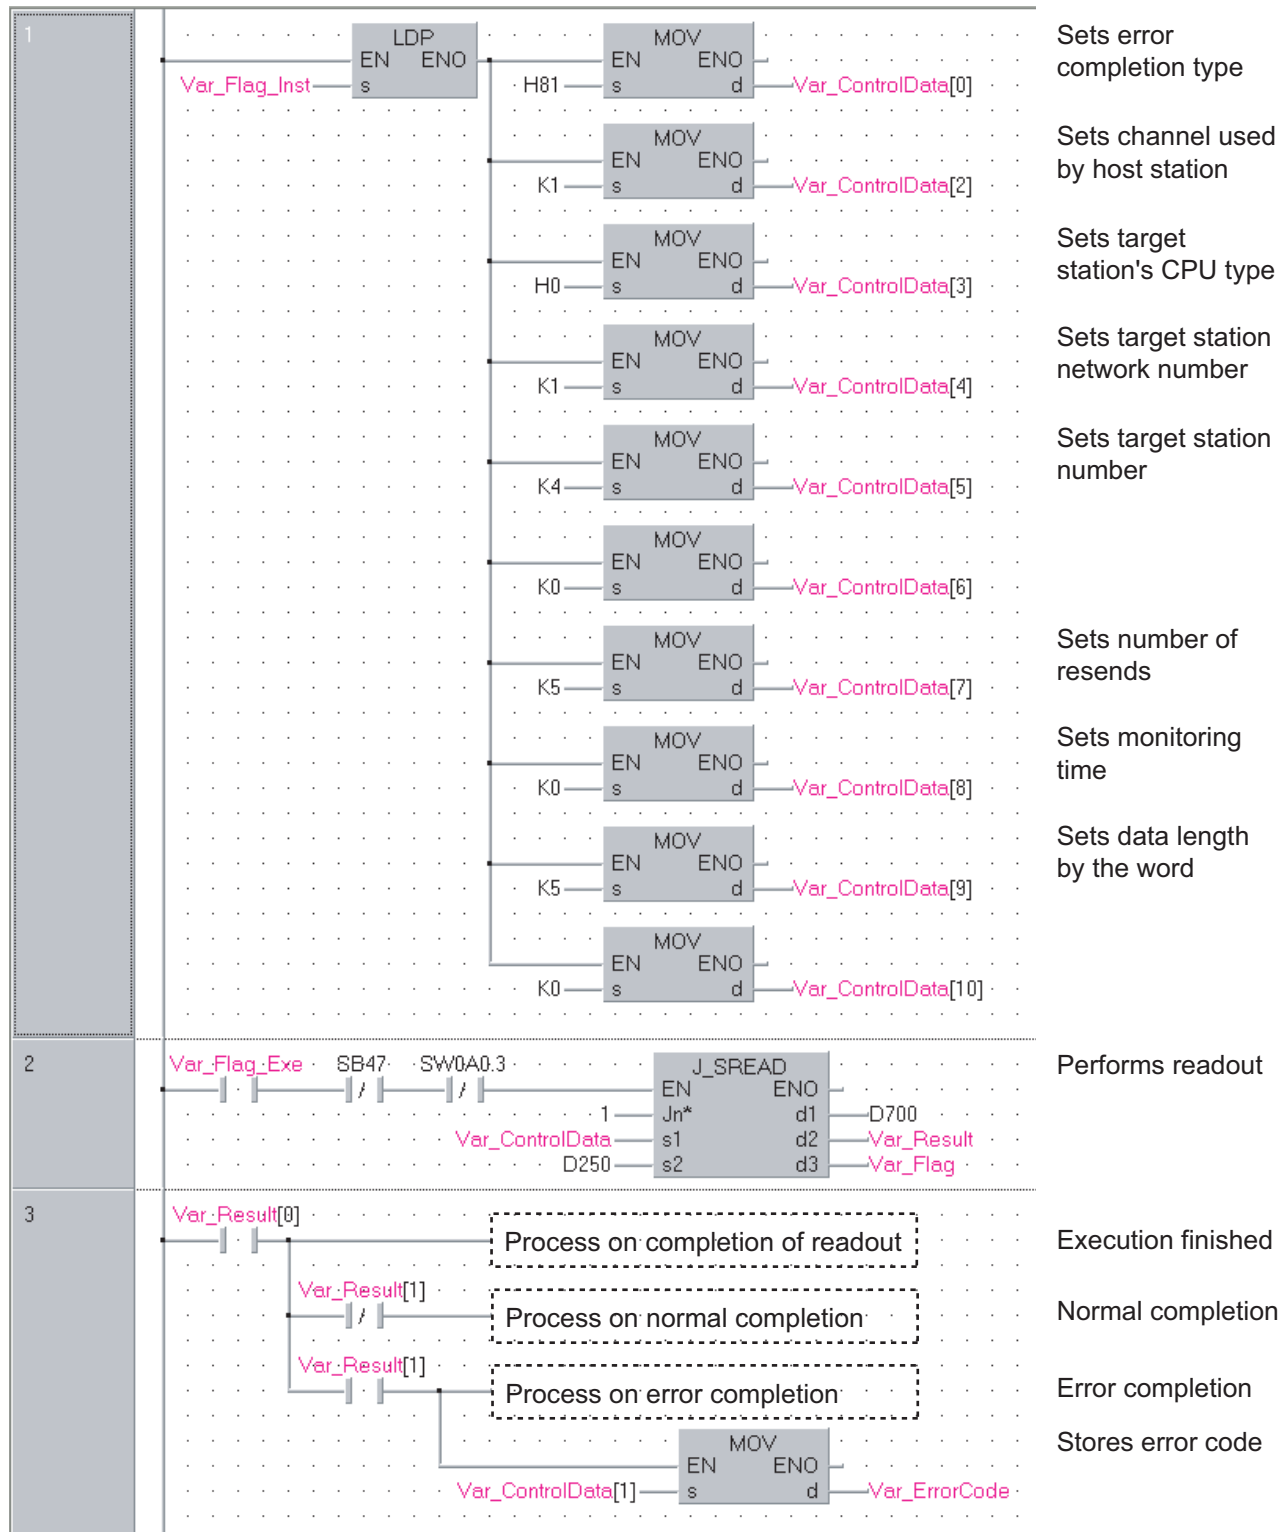 1
LDP
EN ENO
Var_Flag_Inst s
MOV
EN ENO
H81 s d Var_ControlData[0]
Sets error
completion type
MOV
EN ENO
K1 s d Var_ControlData[2]
Sets channel used
by host station
MOV
EN ENO
H0 s d Var_ControlData[3]
Sets target
station's CPU type
MOV
EN ENO
K1 s d Var_ControlData[4]
Sets target station
network number
MOV
EN ENO
K4 s d Var_ControlData[5]
Sets target station
number
MOV
EN ENO
K0 s d Var_ControlData[6]
MOV
EN ENO
K5 s d Var_ControlData[7]
Sets number of
resends
MOV
EN ENO
K0 s d Var_ControlData[8]
Sets monitoring
time
MOV
EN ENO
K5 s d Var_ControlData[9]
Sets data length
by the word
MOV
EN ENO
K0 s d Var_ControlData[10]
2
Var_Flag_Exe SB47 SW0A0.3
J_SREAD
EN ENO
1 Jn* d1 D700
Var_ControlData s1 d2 Var_Result
D250 s2 d3 Var_Flag
Performs readout
3
Var_Result[0]
Process on completion of readout
Execution finished
Var_Result[1]
Process on normal completion
Normal completion
Var_Result[1]
Process on error completion
Error completion
MOV
EN ENO
Var_ControlData[1] s d Var_ErrorCode
Stores error code